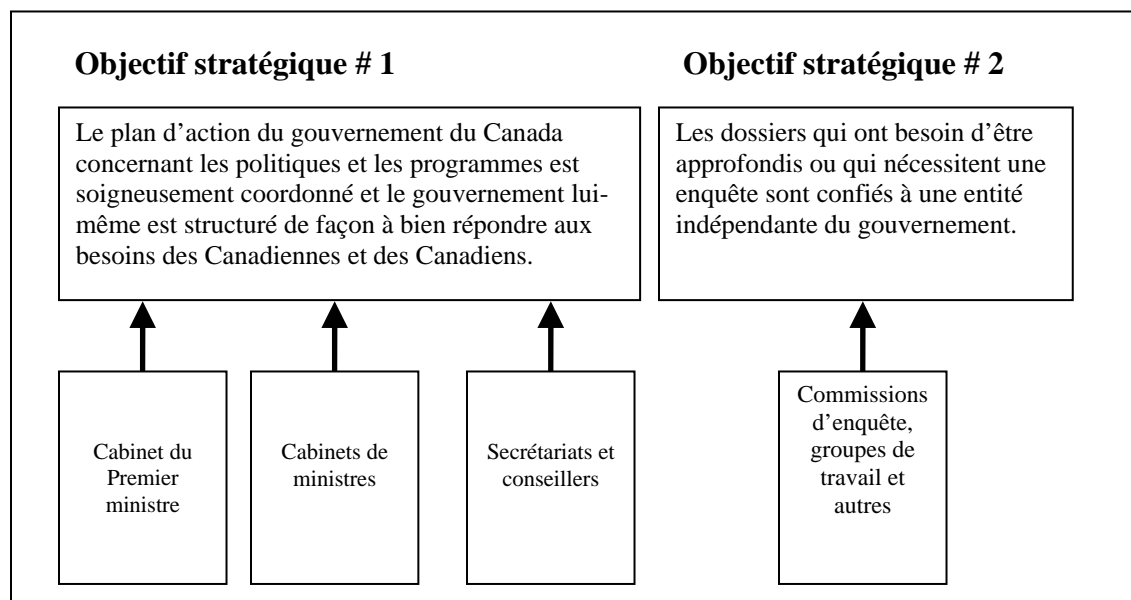 Objectif stratégique # 1
Le plan d’action du gouvernement du Canada
concernant les politiques et les programmes est
soigneusement coordonné et le gouvernement lui-
même est structuré de façon à bien répondre aux
besoins des Canadiennes et des Canadiens.
Cabinet du
Premier
ministre
Cabinets de
ministres
Secrétariats et
conseillers
Objectif stratégique # 2
Les dossiers qui ont besoin d’être
approfondis ou qui nécessitent une
enquête sont confiés à une entité
indépendante du gouvernement.
Commissions
d’enquête,
groupes de
travail et
autres